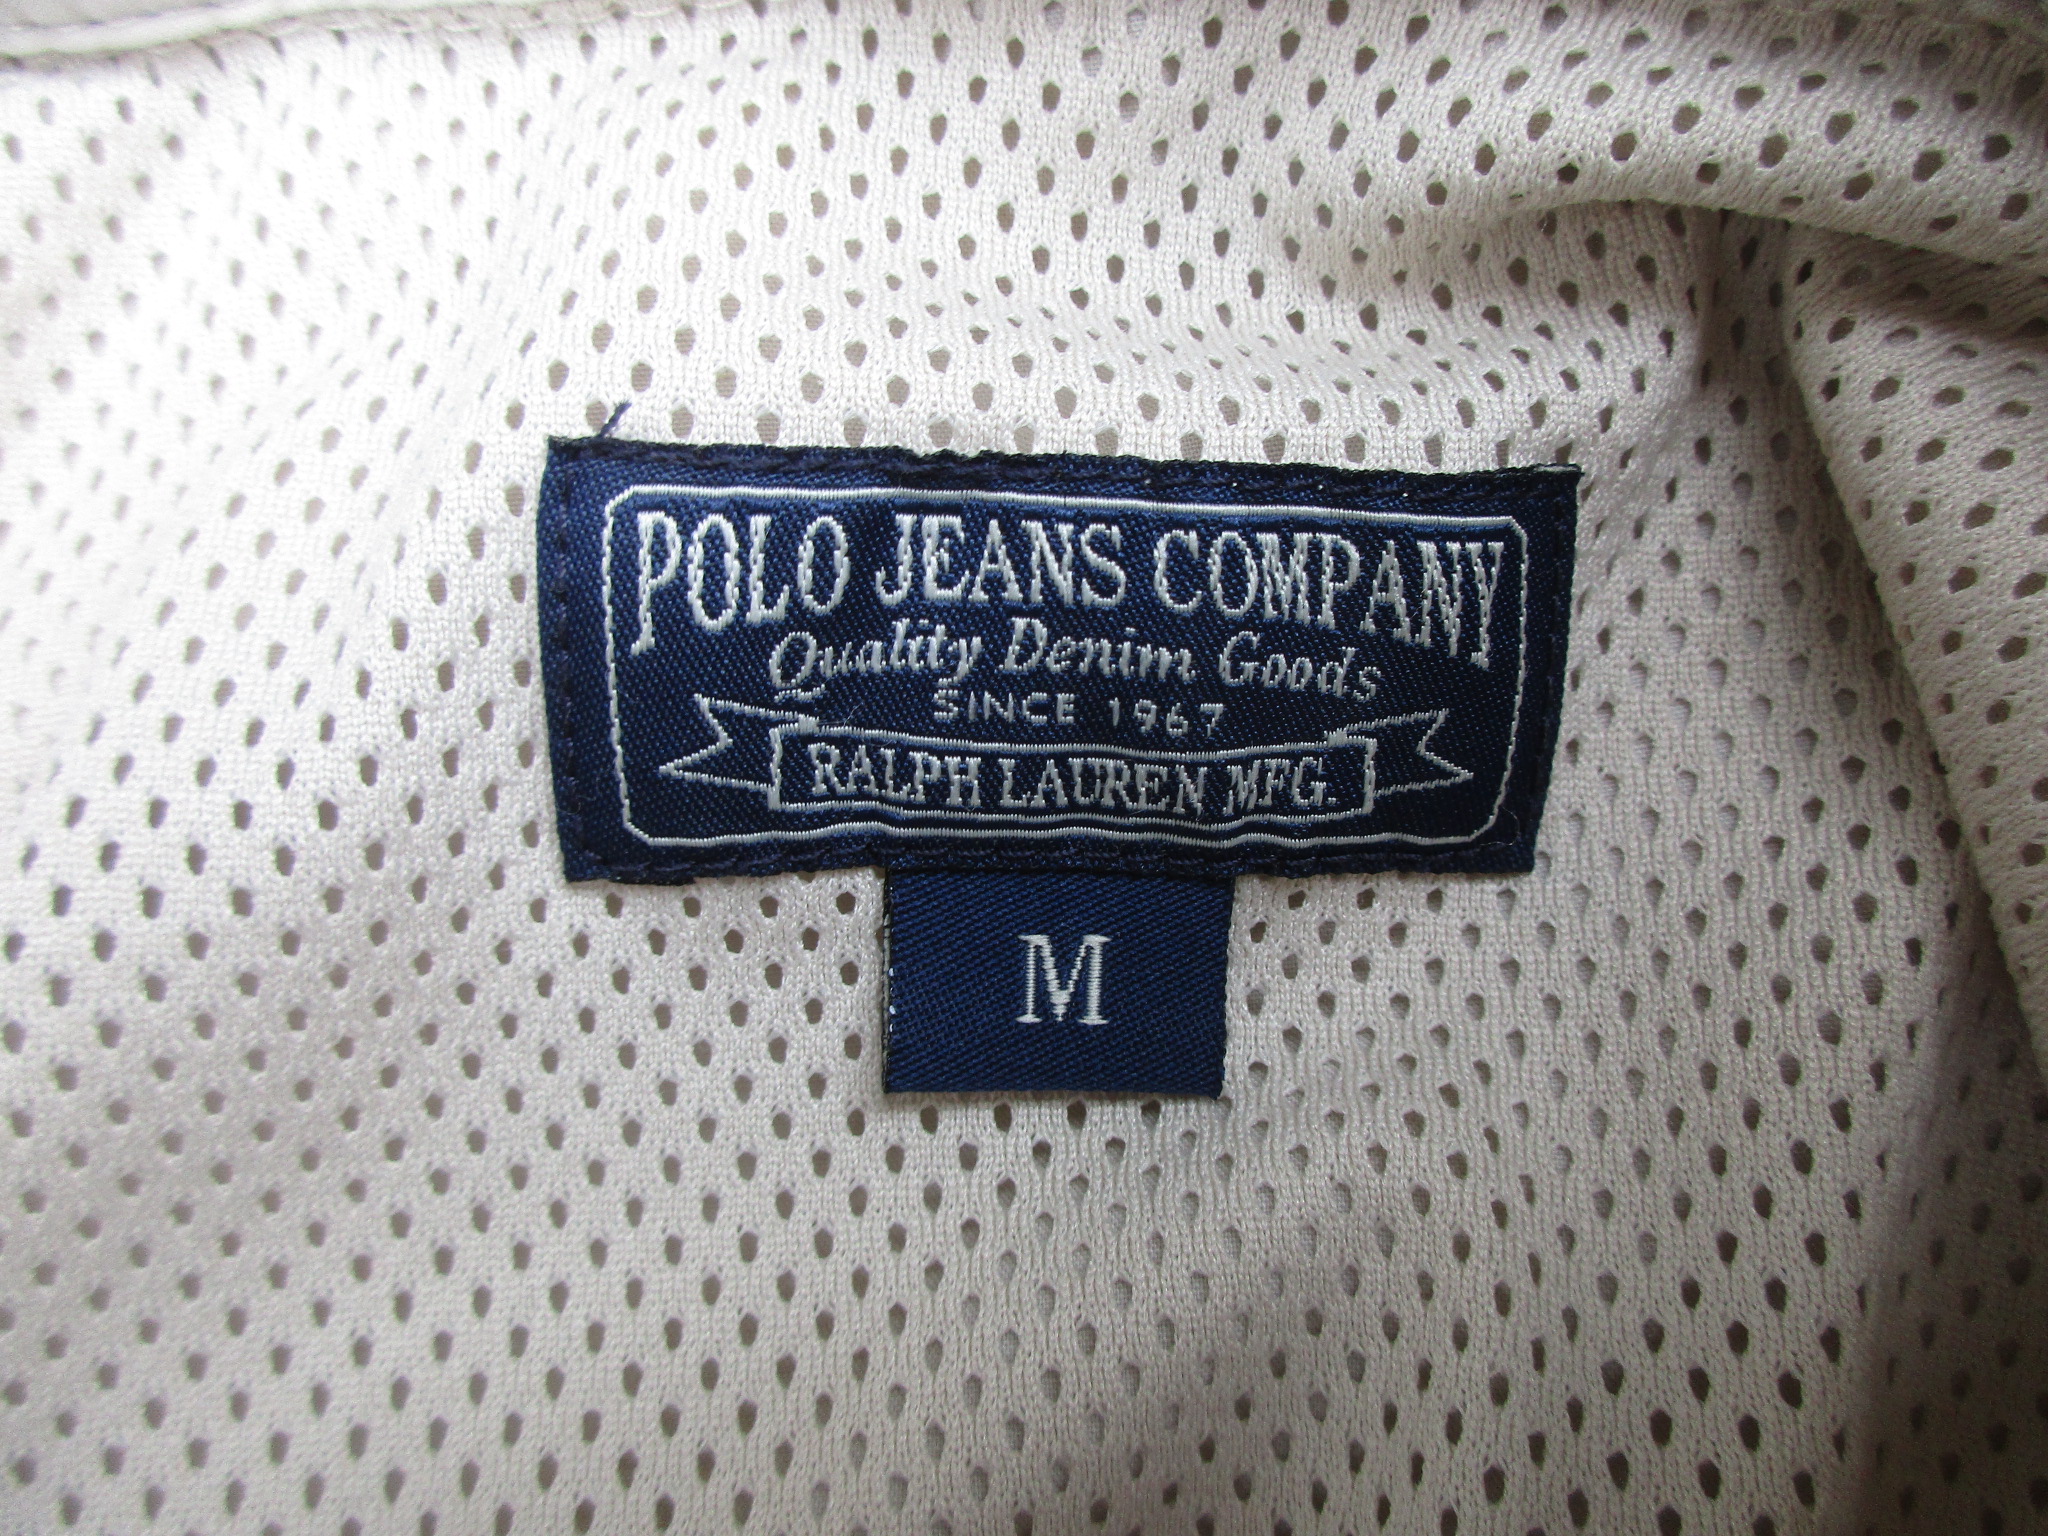 POLO JEANS COMPANY
Quality Denim Goods
SINCE 1967
RALPH LAUREN MFG.
M